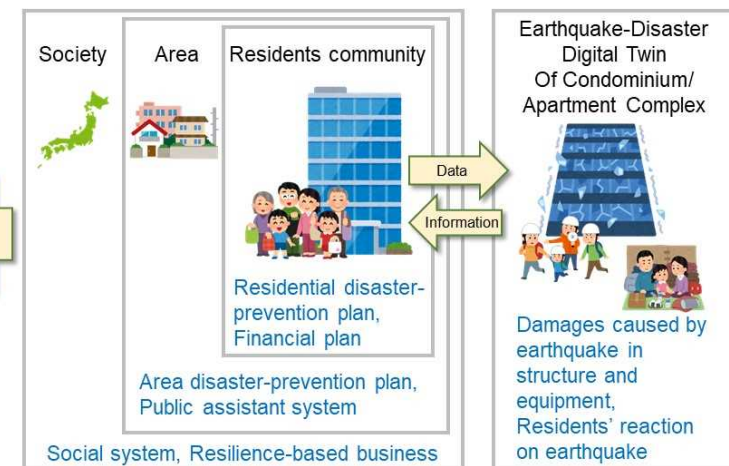 Society
Area
Residents community
Residential disaster-
prevention plan,
Financial plan
Area disaster-prevention plan,
Public assistant system
Social system, Resilience-based business
Data
Information
Earthquake-Disaster
Digital Twin
Of Condominium/
Apartment Complex
Damages caused by
earthquake in
structure and
equipment,
Residents' reaction
on earthquake